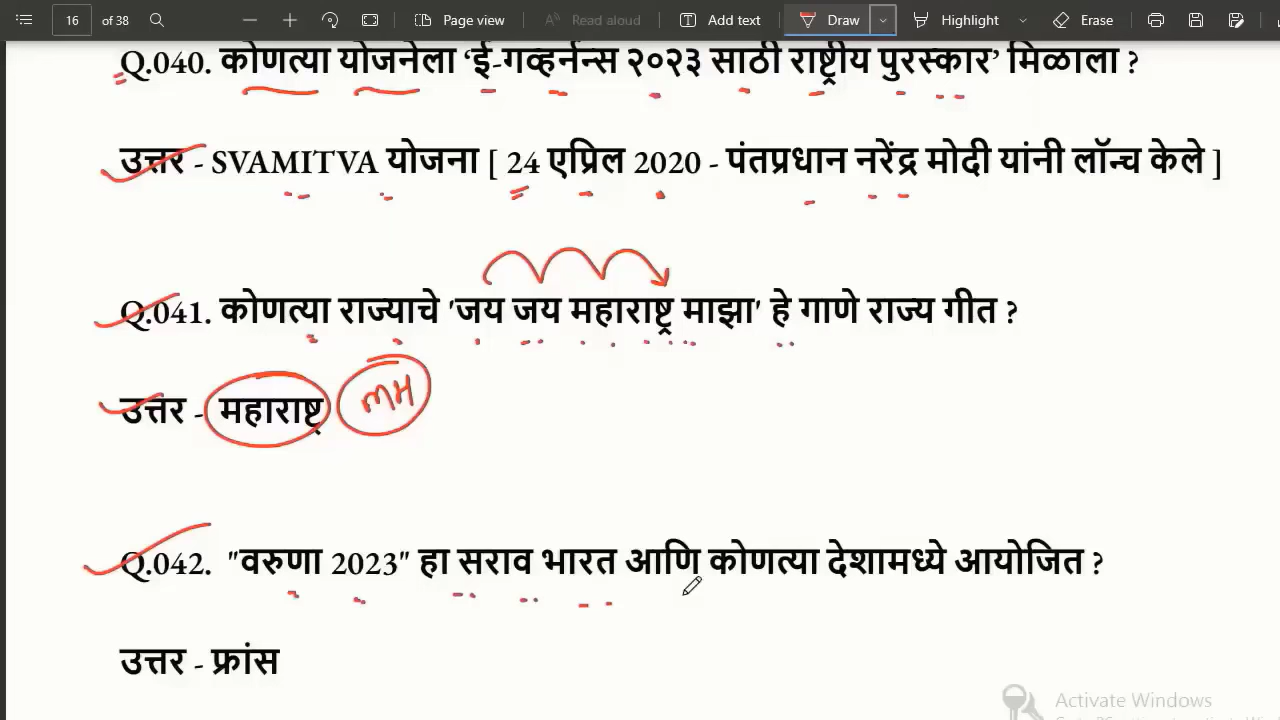 16 of 38 Page view Read aloud Add text Draw Highlight Erase
Q.040. कोणत्या योजनेला ‘ई-गव्हर्नन्स २०२३ साठी राष्ट्रीय पुरस्कार’ मिळाला ?
उत्तर - SVAMITVA योजना [ 24 एप्रिल 2020 - पंतप्रधान नरेंद्र मोदी यांनी लॉन्च केले ]
Q.041. कोणत्या राज्याचे 'जय जय महाराष्ट्र माझा' हे गाणे राज्य गीत ?
उत्तर - महाराष्ट्र MH
Q.042. "वरुणा 2023" हा सराव भारत आणि कोणत्या देशामध्ये आयोजित ?
उत्तर - फ्रांस
Activate Windows